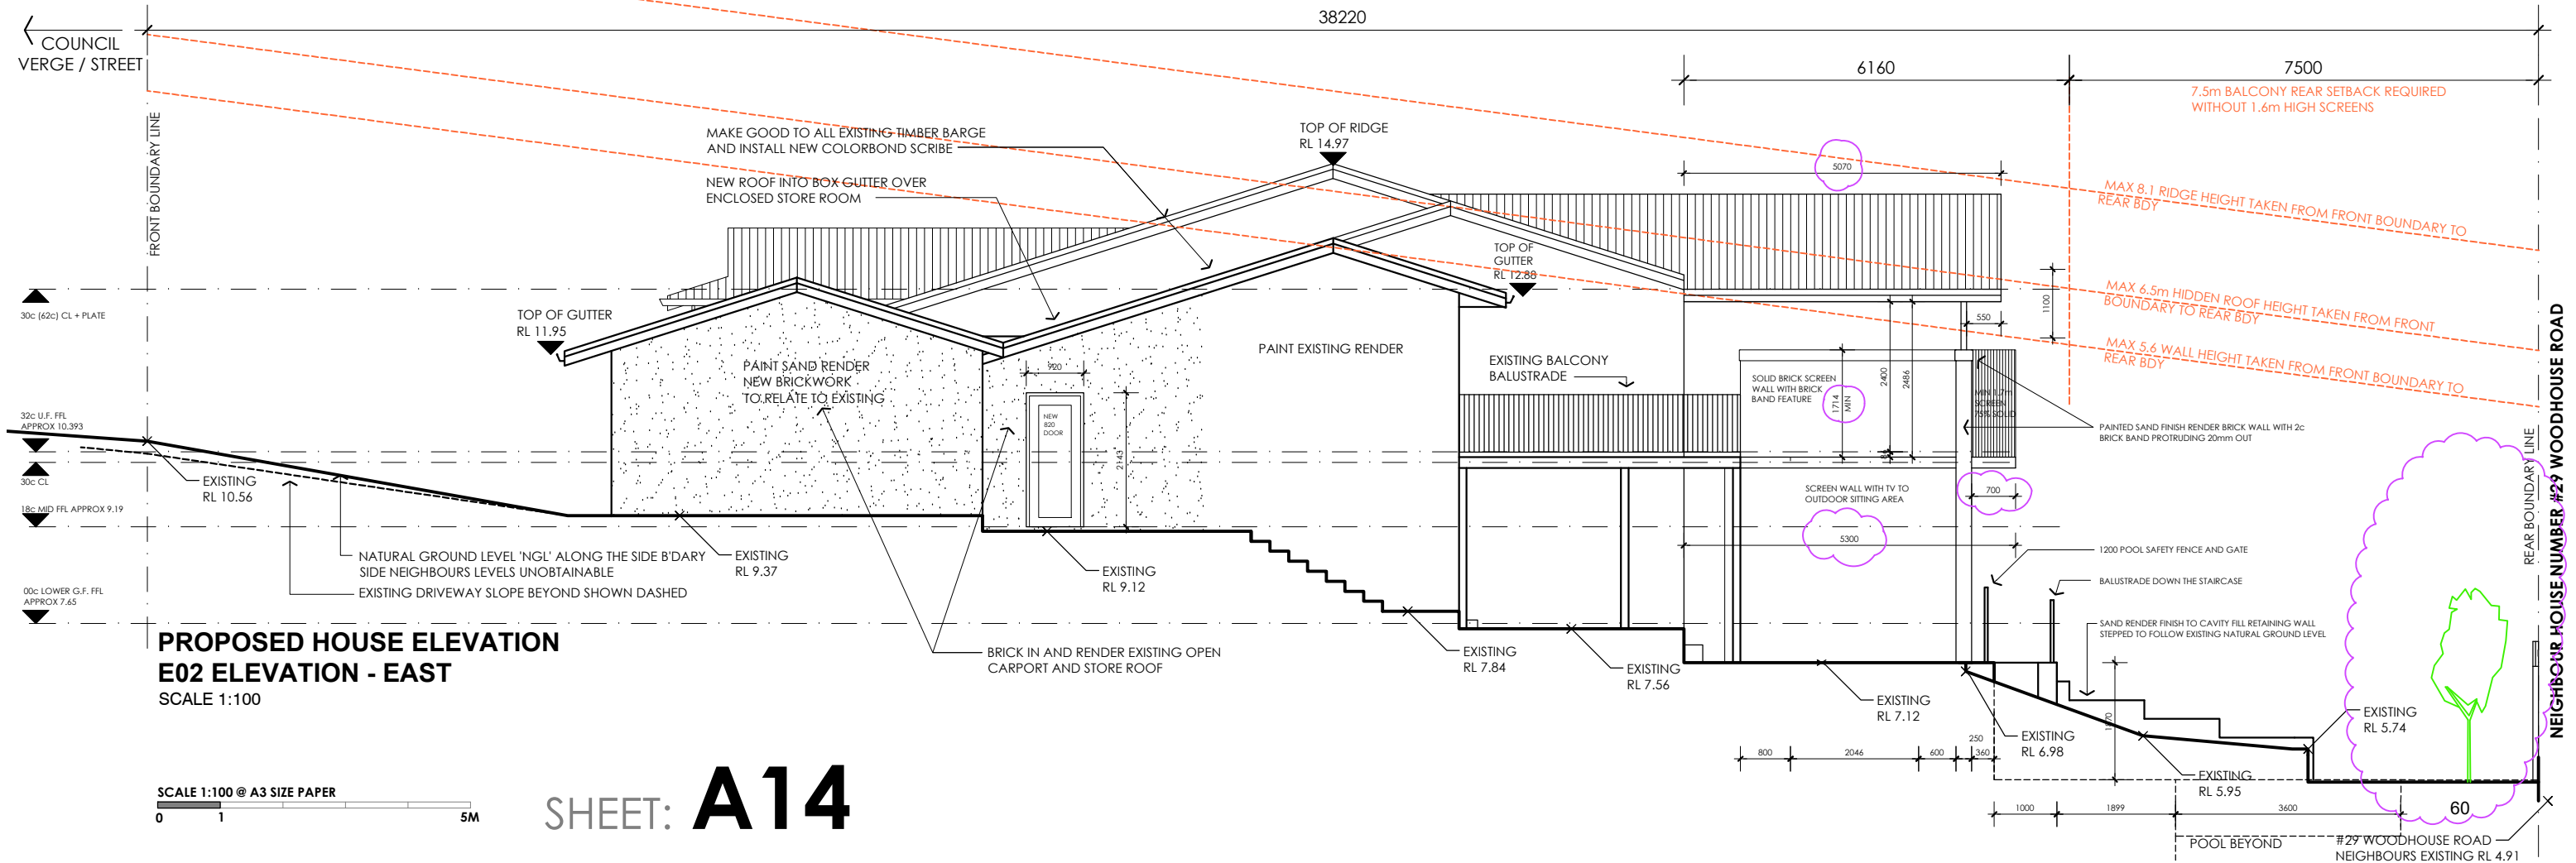 38220
COUNCIL
VERGE / STREET
6160
7500
7.5m BALCONY REAR SETBACK REQUIRED
WITHOUT 1.6m HIGH SCREENS
FRONT BOUNDARY LINE
MAKE GOOD TO ALL EXISTING TIMBER BARGE
AND INSTALL NEW COLORBOND SCRIBE
TOP OF RIDGE
RL 14.97
5070
NEW ROOF INTO BOX GUTTER OVER
ENCLOSED STORE ROOM
MAX 8.1 RIDGE HEIGHT TAKEN FROM FRONT BOUNDARY TO
REAR BDY
TOP OF
GUTTER
RL 12.88
MAX 6.5m HIDDEN ROOF HEIGHT TAKEN FROM FRONT
BOUNDARY TO REAR BDY
1100
550
30c (62c) CL + PLATE
TOP OF GUTTER
RL 11.95
MAX 5.6 WALL HEIGHT TAKEN FROM FRONT BOUNDARY TO
REAR BDY
PAINT EXISTING RENDER
EXISTING BALCONY
BALUSTRADE
PAINT SAND RENDER
NEW BRICKWORK
TO RELATE TO EXISTING
920
SOLID BRICK SCREEN
WALL WITH BRICK
BAND FEATURE
1714
MIN
2400
2486
MIN 1.7m
SCREEN
75% SOLID
NEW
820
DOOR
2143
32c U.F. FFL
APPROX 10.393
PAINTED SAND FINISH RENDER BRICK WALL WITH 2c
BRICK BAND PROTRUDING 20mm OUT
30c CL
EXISTING
RL 10.56
SCREEN WALL WITH TV TO
OUTDOOR SITTING AREA
700
18c MID FFL APPROX 9.19
5300
NATURAL GROUND LEVEL 'NGL' ALONG THE SIDE B'DARY
SIDE NEIGHBOURS LEVELS UNOBTAINABLE
EXISTING DRIVEWAY SLOPE BEYOND SHOWN DASHED
EXISTING
RL 9.37
EXISTING
RL 9.12
1200 POOL SAFETY FENCE AND GATE
BALUSTRADE DOWN THE STAIRCASE
00c LOWER G.F. FFL
APPROX 7.65
SAND RENDER FINISH TO CAVITY FILL RETAINING WALL
STEPPED TO FOLLOW EXISTING NATURAL GROUND LEVEL
REAR BOUNDARY LINE
NEIGHBOUR HOUSE NUMBER #29 WOODHOUSE ROAD
PROPOSED HOUSE ELEVATION
E02 ELEVATION - EAST
SCALE 1:100
BRICK IN AND RENDER EXISTING OPEN
CARPORT AND STORE ROOF
EXISTING
RL 7.84
EXISTING
RL 7.56
EXISTING
RL 7.12
EXISTING
RL 6.98
EXISTING
RL 5.74
EXISTING
RL 5.95
800
2046
600
250
360
SCALE 1:100 @ A3 SIZE PAPER
0
1
5M
SHEET: A14
1000
1899
3600
60
POOL BEYOND
#29 WOODHOUSE ROAD
NEIGHBOURS EXISTING RL 4.91